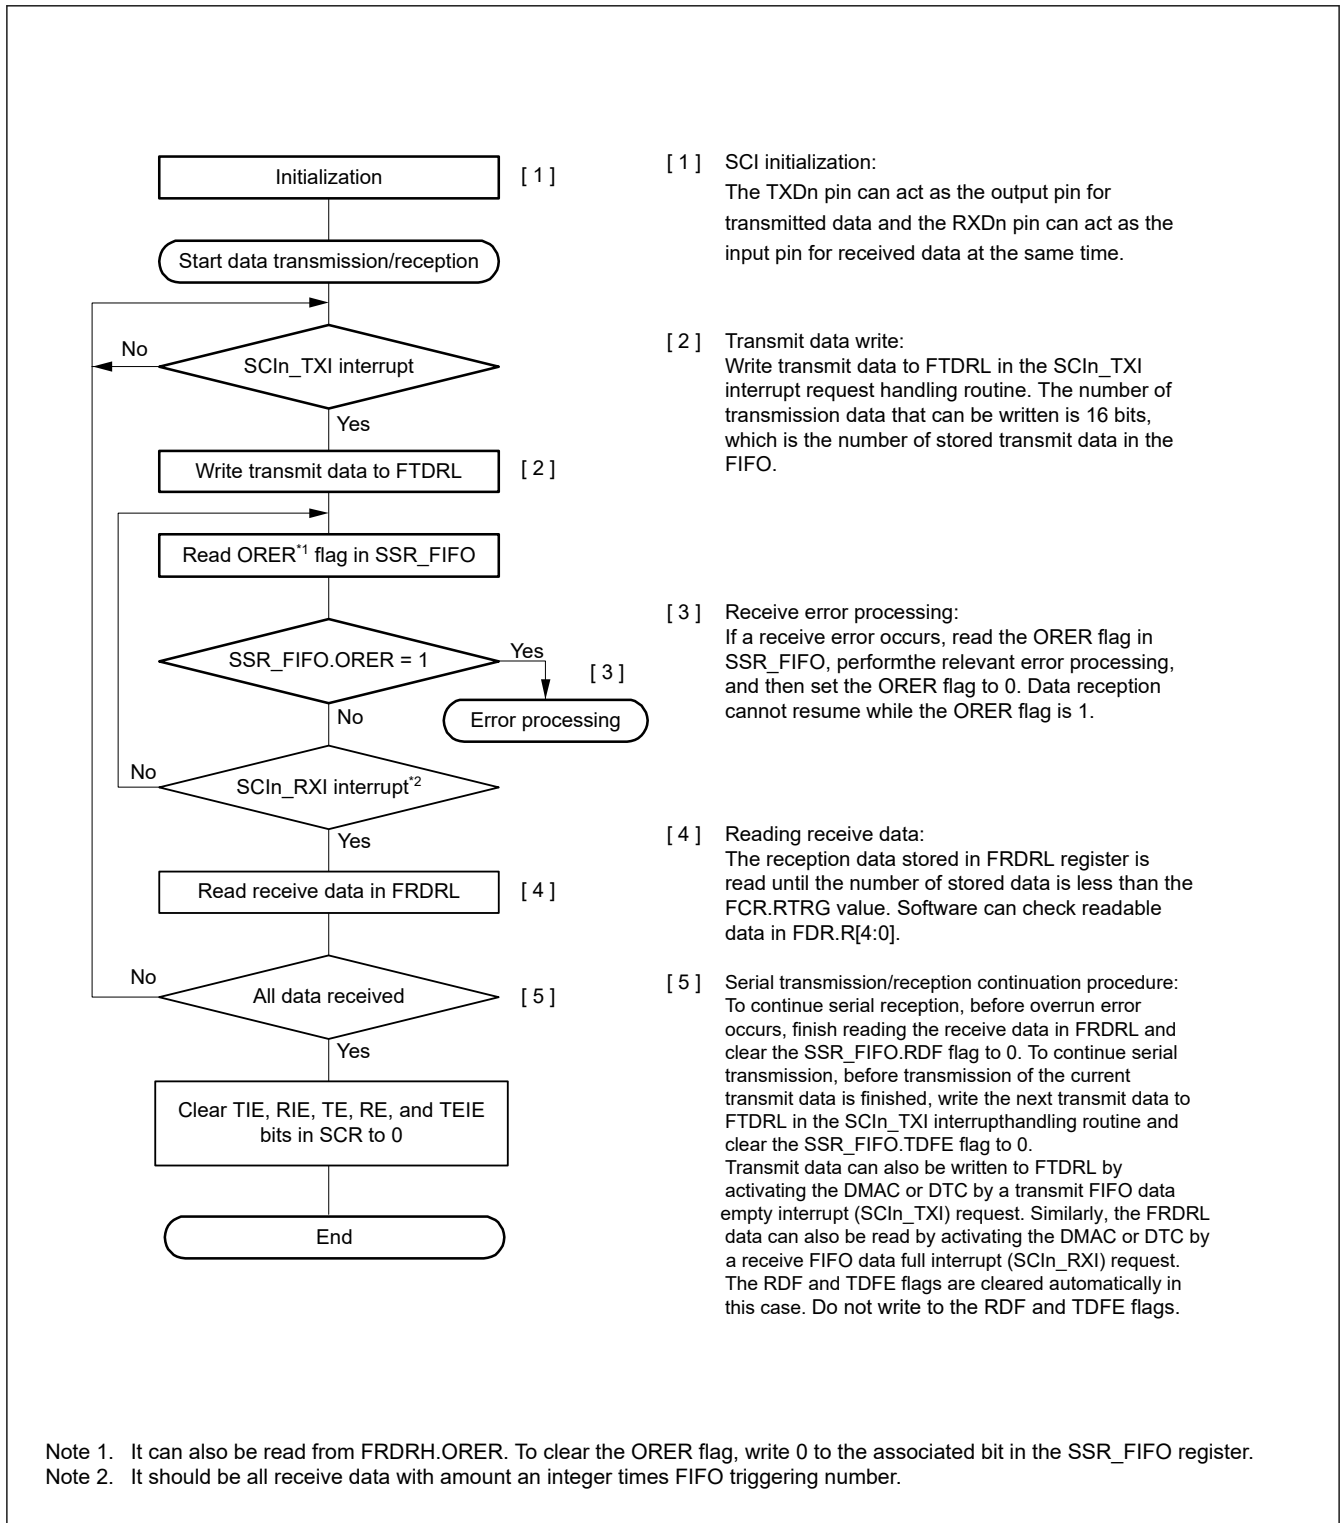 Initialization
[ 1 ]
Start data transmission/reception
No
SCIn_TXI interrupt
Yes
Write transmit data to FTDRL
[ 2 ]
Read ORER*1 flag in SSR_FIFO
SSR_FIFO.ORER = 1
Yes
[ 3 ]
Error processing
No
No
SCIn_RXI interrupt*2
Yes
Read receive data in FRDRL
[ 4 ]
No
All data received
[ 5 ]
Yes
Clear TIE, RIE, TE, RE, and TEIE
bits in SCR to 0
End
[ 1 ] SCI initialization:
The TXDn pin can act as the output pin for
transmitted data and the RXDn pin can act as the
input pin for received data at the same time.
[ 2 ] Transmit data write:
Write transmit data to FTDRL in the SCIn_TXI
interrupt request handling routine. The number of
transmission data that can be written is 16 bits,
which is the number of stored transmit data in the
FIFO.
[ 3 ] Receive error processing:
If a receive error occurs, read the ORER flag in
SSR_FIFO, performthe relevant error processing,
and then set the ORER flag to 0. Data reception
cannot resume while the ORER flag is 1.
[ 4 ] Reading receive data:
The reception data stored in FRDRL register is
read until the number of stored data is less than the
FCR.RTRG value. Software can check readable
data in FDR.R[4:0].
[ 5 ] Serial transmission/reception continuation procedure:
To continue serial reception, before overrun error
occurs, finish reading the receive data in FRDRL and
clear the SSR_FIFO.RDF flag to 0. To continue serial
transmission, before transmission of the current
transmit data is finished, write the next transmit data to
FTDRL in the SCIn_TXI interrupthandling routine and
clear the SSR_FIFO.TDFE flag to 0.
Transmit data can also be written to FTDRL by
activating the DMAC or DTC by a transmit FIFO data
empty interrupt (SCIn_TXI) request. Similarly, the FRDRL
data can also be read by activating the DMAC or DTC by
a receive FIFO data full interrupt (SCIn_RXI) request.
The RDF and TDFE flags are cleared automatically in
this case. Do not write to the RDF and TDFE flags.
Note 1. It can also be read from FRDRH.ORER. To clear the ORER flag, write 0 to the associated bit in the SSR_FIFO register.
Note 2. It should be all receive data with amount an integer times FIFO triggering number.